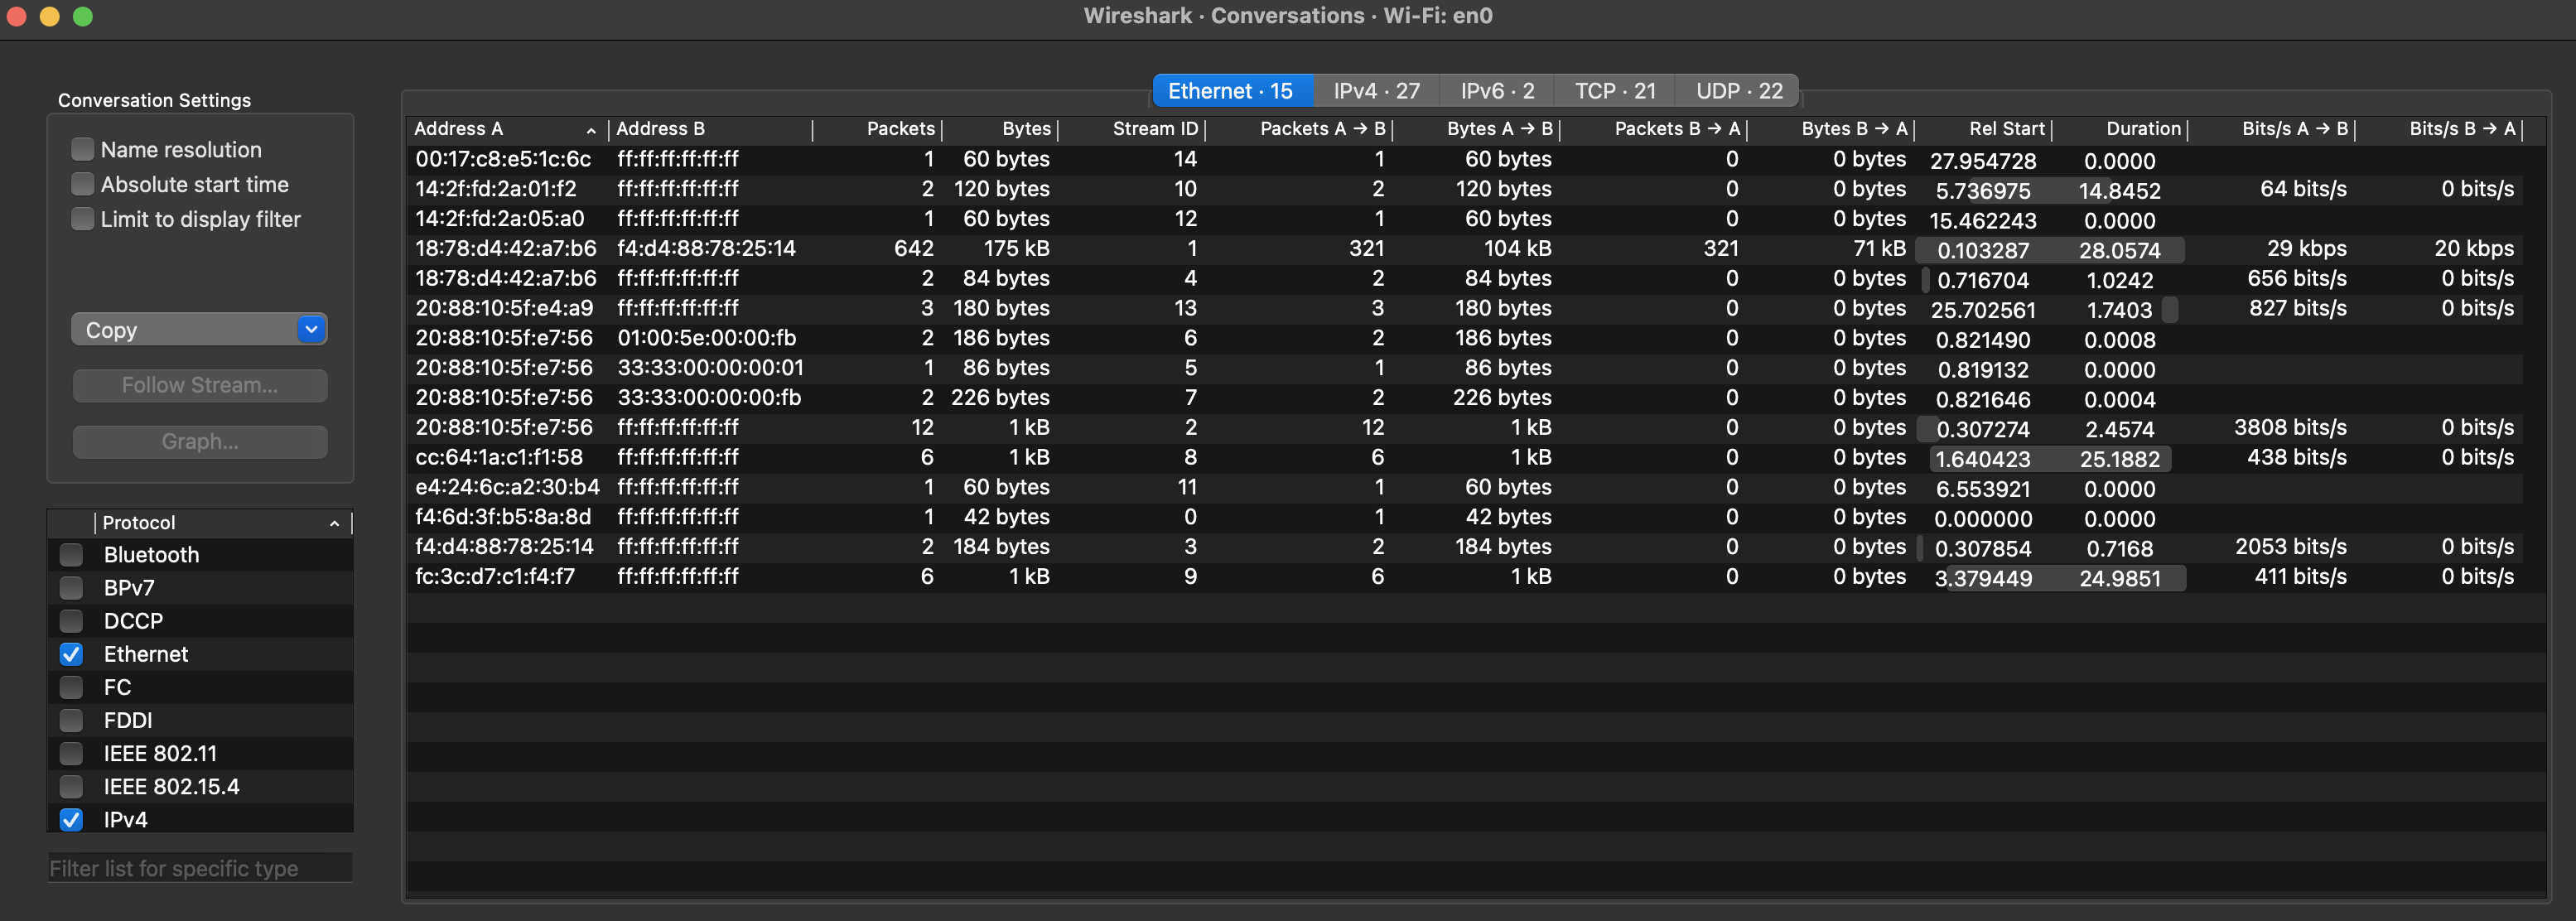 Wireshark · Conversations · Wi-Fi: en0
Conversation Settings
Name resolution
Absolute start time
Limit to display filter
Copy
Follow Stream...
Graph...
Protocol
Bluetooth
BPv7
DCCP
Ethernet
FC
FDDI
IEEE 802.11
IEEE 802.15.4
IPv4
Filter list for specific type
Ethernet · 15 IPv4 · 27 IPv6 · 2 TCP · 21 UDP · 22
Address A Address B Packets Bytes Stream ID Packets A → B Bytes A → B Packets B → A Bytes B → A Rel Start Duration Bits/s A → B Bits/s B → A
00:17:c8:e5:1c:6c ff:ff:ff:ff:ff:ff 1 60 bytes 14 1 60 bytes 0 0 bytes 27.954728 0.0000
14:2f:fd:2a:01:f2 ff:ff:ff:ff:ff:ff 2 120 bytes 10 2 120 bytes 0 0 bytes 5.736975 14.8452 64 bits/s 0 bits/s
14:2f:fd:2a:05:a0 ff:ff:ff:ff:ff:ff 1 60 bytes 12 1 60 bytes 0 0 bytes 15.462243 0.0000
18:78:d4:42:a7:b6 f4:d4:88:78:25:14 642 175 kB 1 321 104 kB 321 71 kB 0.103287 28.0574 29 kbps 20 kbps
18:78:d4:42:a7:b6 ff:ff:ff:ff:ff:ff 2 84 bytes 4 2 84 bytes 0 0 bytes 0.716704 1.0242 656 bits/s 0 bits/s
20:88:10:5f:e4:a9 ff:ff:ff:ff:ff:ff 3 180 bytes 13 3 180 bytes 0 0 bytes 25.702561 1.7403 827 bits/s 0 bits/s
20:88:10:5f:e7:56 01:00:5e:00:00:fb 2 186 bytes 6 2 186 bytes 0 0 bytes 0.821490 0.0008
20:88:10:5f:e7:56 33:33:00:00:00:01 1 86 bytes 5 1 86 bytes 0 0 bytes 0.819132 0.0000
20:88:10:5f:e7:56 33:33:00:00:00:fb 2 226 bytes 7 2 226 bytes 0 0 bytes 0.821646 0.0004
20:88:10:5f:e7:56 ff:ff:ff:ff:ff:ff 12 1 kB 2 12 1 kB 0 0 bytes 0.307274 2.4574 3808 bits/s 0 bits/s
cc:64:1a:c1:f1:58 ff:ff:ff:ff:ff:ff 6 1 kB 8 6 1 kB 0 0 bytes 1.640423 25.1882 438 bits/s 0 bits/s
e4:24:6c:a2:30:b4 ff:ff:ff:ff:ff:ff 1 60 bytes 11 1 60 bytes 0 0 bytes 6.553921 0.0000
f4:6d:3f:b5:8a:8d ff:ff:ff:ff:ff:ff 1 42 bytes 0 1 42 bytes 0 0 bytes 0.000000 0.0000
f4:d4:88:78:25:14 ff:ff:ff:ff:ff:ff 2 184 bytes 3 2 184 bytes 0 0 bytes 0.307854 0.7168 2053 bits/s 0 bits/s
fc:3c:d7:c1:f4:f7 ff:ff:ff:ff:ff:ff 6 1 kB 9 6 1 kB 0 0 bytes 3.379449 24.9851 411 bits/s 0 bits/s